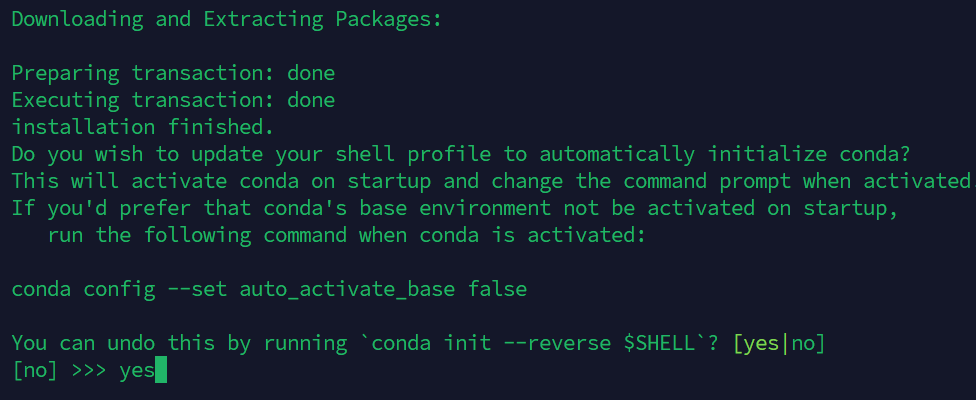 Downloading and Extracting Packages:
Preparing transaction: done
Executing transaction: done
installation finished.
Do you wish to update your shell profile to automatically initialize conda?
This will activate conda on startup and change the command prompt when activated.
If you'd prefer that conda's base environment not be activated on startup,
   run the following command when conda is activated:
conda config --set auto_activate_base false
You can undo this by running `conda init --reverse $SHELL`? [yes|no]
[no] >>> yes